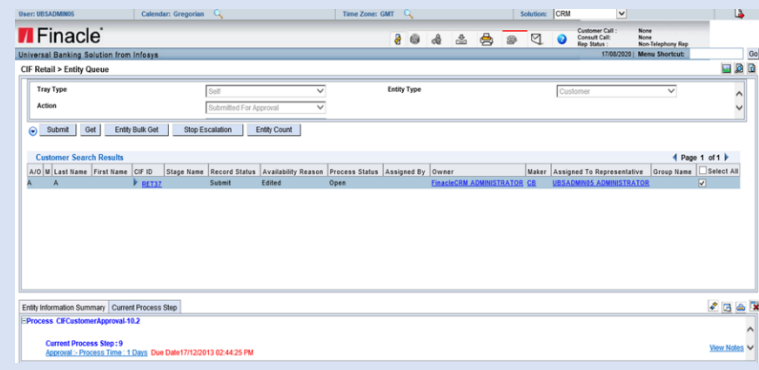 User: UBSADMIN05 Calendar: Gregorian Time Zone: GMT Solution: CRM
Finacle
Customer Call : None
Consult Call: None
Rep Status : Non-Telephony Rep
Universal Banking Solution from Infosys 17/08/2020 | Menu Shortcut: Go
CIF Retail > Entity Queue
Tray Type Self Entity Type Customer
Action Submitted For Approval
Submit Get Entity Bulk Get Stop Escalation Entity Count
Customer Search Results Page 1 of 1
A/O M Last Name First Name CIF ID Stage Name Record Status Availability Reason Process Status Assigned By Owner Maker Assigned To Representative Group Name Select All
A A RET37 Submit Edited Open FinacleCRM ADMINISTRATOR CB UBSADMIN05 ADMINISTRATOR
Entity Information Summary Current Process Step
Process CIFCustomerApproval-10.2
Current Process Step : 9
Approval :- Process Time : 1 Days Due Date17/12/2013 02:44:25 PM View Notes